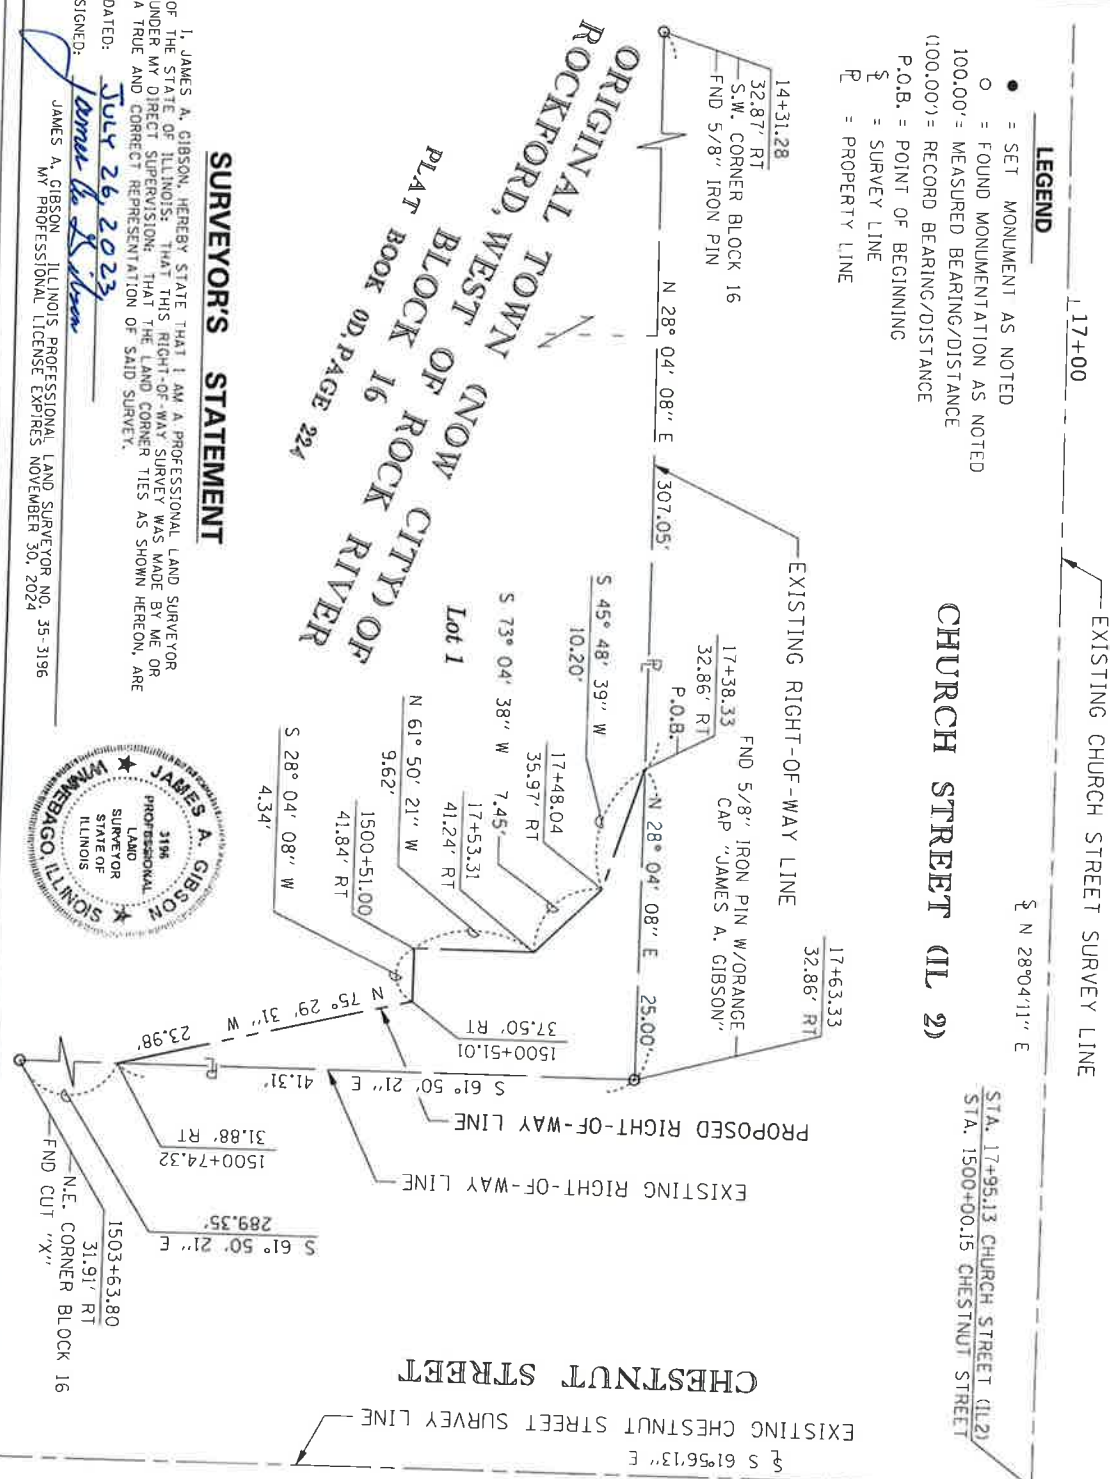 17+00
EXISTING CHURCH STREET SURVEY LINE
S̶L N 28°04'11" E
STA. 17+95.13 CHURCH STREET (IL2)
STA. 1500+00.15 CHESTNUT STREET
CHURCH STREET (IL 2)
LEGEND
● = SET MONUMENT AS NOTED
○ = FOUND MONUMENTATION AS NOTED
100.00' = MEASURED BEARING/DISTANCE
(100.00') = RECORD BEARING/DISTANCE
P.O.B. = POINT OF BEGINNING
SL = SURVEY LINE
PL = PROPERTY LINE
14+31.28
32.87' RT
S.W. CORNER BLOCK 16
FND 5/8" IRON PIN
EXISTING RIGHT-OF-WAY LINE
17+63.33
32.86' RT
FND 5/8" IRON PIN W/ORANGE
CAP "JAMES A. GIBSON"
17+38.33
32.86' RT
P.O.B.
N 28° 04' 08" E
307.05'
PL
N 28° 04' 08" E 25.00'
S 45° 48' 39" W
10.20'
17+48.04
35.97' RT
S 73° 04' 38" W 7.45'
17+53.31
41.24' RT
N 61° 50' 21" W
9.62'
1500+51.00
41.84' RT
S 28° 04' 08" W
4.34'
Lot 1
ORIGINAL TOWN (NOW CITY) OF
ROCKFORD, WEST OF ROCK RIVER
BLOCK 16
PLAT BOOK 0D, PAGE 224
1500+51.01
37.50' RT
N 75° 29' 31" W
23.98'
S 61° 50' 21" E 41.31'
PL
PROPOSED RIGHT-OF-WAY LINE
EXISTING RIGHT-OF-WAY LINE
1500+74.32
31.88' RT
S 61° 50' 21" E
289.35'
1503+63.80
31.91' RT
N.E. CORNER BLOCK 16
FND CUT "X"
CHESTNUT STREET
EXISTING CHESTNUT STREET SURVEY LINE
SL S 61°56'13" E
SURVEYOR'S STATEMENT
I, JAMES A. GIBSON, HEREBY STATE THAT I AM A PROFESSIONAL LAND SURVEYOR
OF THE STATE OF ILLINOIS; THAT THIS RIGHT-OF-WAY SURVEY WAS MADE BY ME OR
UNDER MY DIRECT SUPERVISION; THAT THE LAND CORNER TIES AS SHOWN HEREON, ARE
A TRUE AND CORRECT REPRESENTATION OF SAID SURVEY.
DATED: JULY 26, 2023,
SIGNED: James A. Gibson
JAMES A. GIBSON ILLINOIS PROFESSIONAL LAND SURVEYOR NO. 35-3196
MY PROFESSIONAL LICENSE EXPIRES NOVEMBER 30, 2024
JAMES A. GIBSON
3196
PROFESSIONAL
LAND
SURVEYOR
STATE OF
ILLINOIS
WINNEBAGO, ILLINOIS